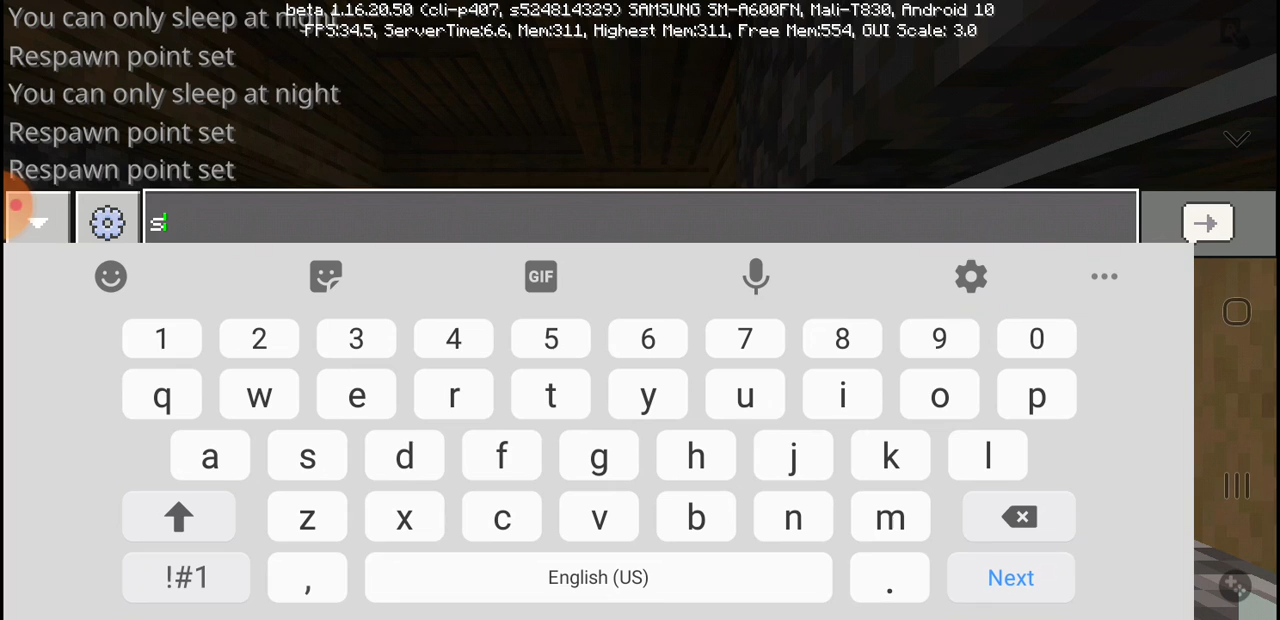 You can only sleep at night
beta 1.16.20.50 (cli-p407, s524814329) SAMSUNG SM-A600FN, Mali-T830, Android 10
FPS:34.5, ServerTime:6.6, Mem:311, Highest Mem:311, Free Mem:554, GUI Scale: 3.0
Respawn point set
You can only sleep at night
Respawn point set
Respawn point set
s
GIF
1 2 3 4 5 6 7 8 9 0
q w e r t y u i o p
a s d f g h j k l
z x c v b n m
!#1 , English (US) . Next